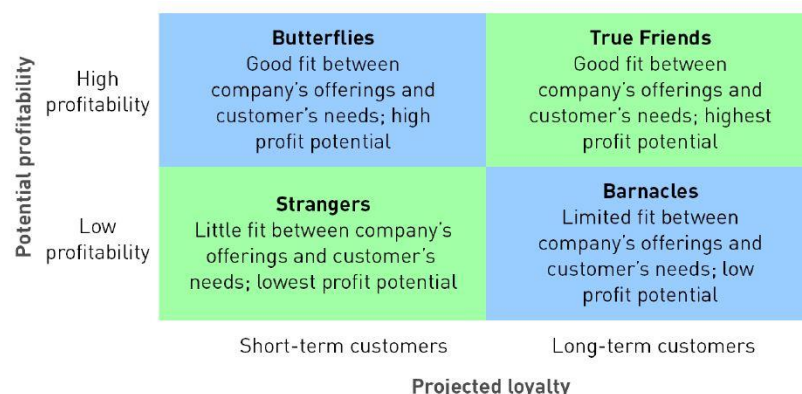 Potential profitability
High
profitability
Butterflies
Good fit between
company's offerings and
customer's needs; high
profit potential
True Friends
Good fit between
company's offerings and
customer's needs; highest
profit potential
Low
profitability
Strangers
Little fit between company's
offerings and customer's
needs; lowest profit potential
Barnacles
Limited fit between
company's offerings and
customer's needs; low
profit potential
Short-term customers
Long-term customers
Projected loyalty